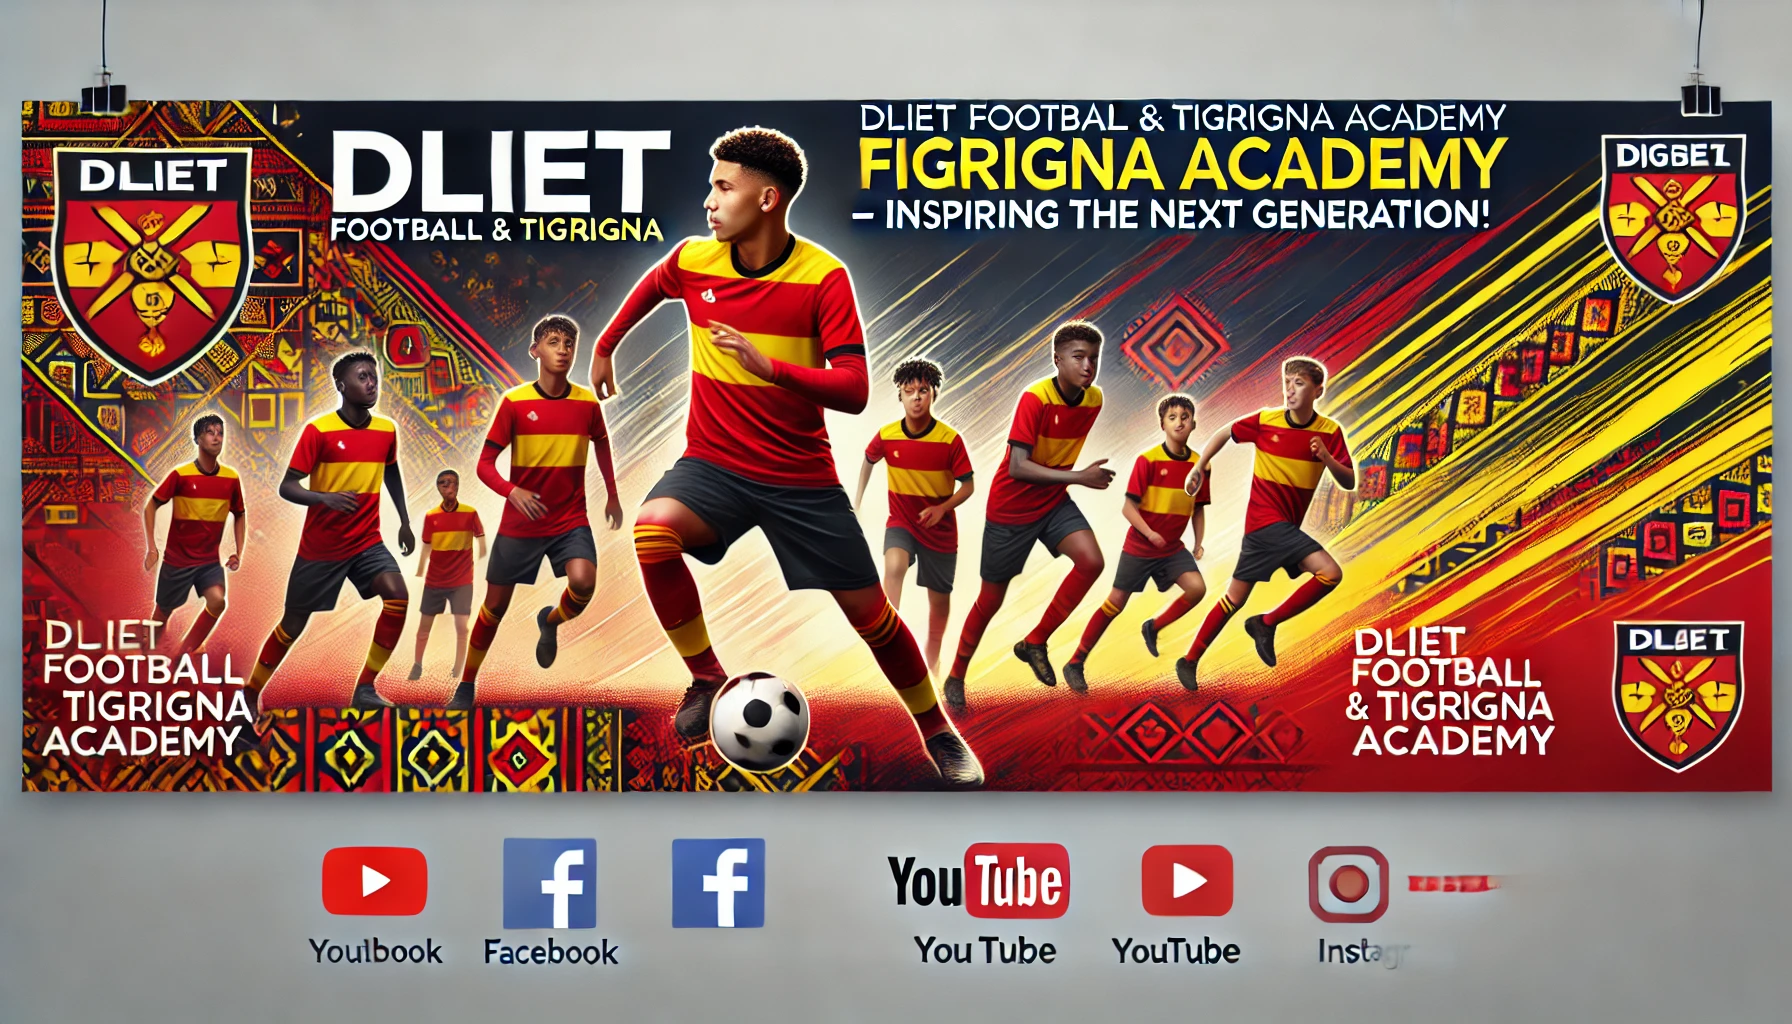 DLIET
DLIET
FOOTBALL & TIGRIGNA
DLIET FOOTBAL & TIGRIGNA ACADEMY
FIGRIGNA ACADEMY
– INSPIRING THE NEXT GENERATION!
DIGBEZ
DLIET
FOOTBALL
TIGRIGNA
ACADEMY
DLIET
FOOTBALL
& TIGRIGNA
ACADEMY
YouTube
Youlbook
Facebook
You Tube
YouTube